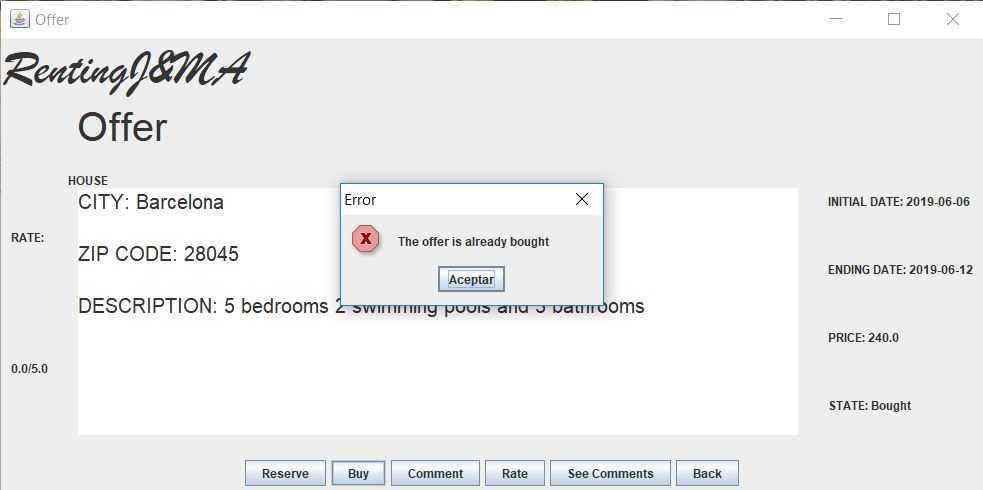 Offer
RentingJ&MA
Offer
HOUSE
CITY: Barcelona
ZIP CODE: 28045
DESCRIPTION: 5 bedrooms 2 swimming pools and 3 bathrooms
RATE:
0.0/5.0
Error
X
The offer is already bought
Aceptar
INITIAL DATE: 2019-06-06
ENDING DATE: 2019-06-12
PRICE: 240.0
STATE: Bought
Reserve Buy Comment Rate See Comments Back